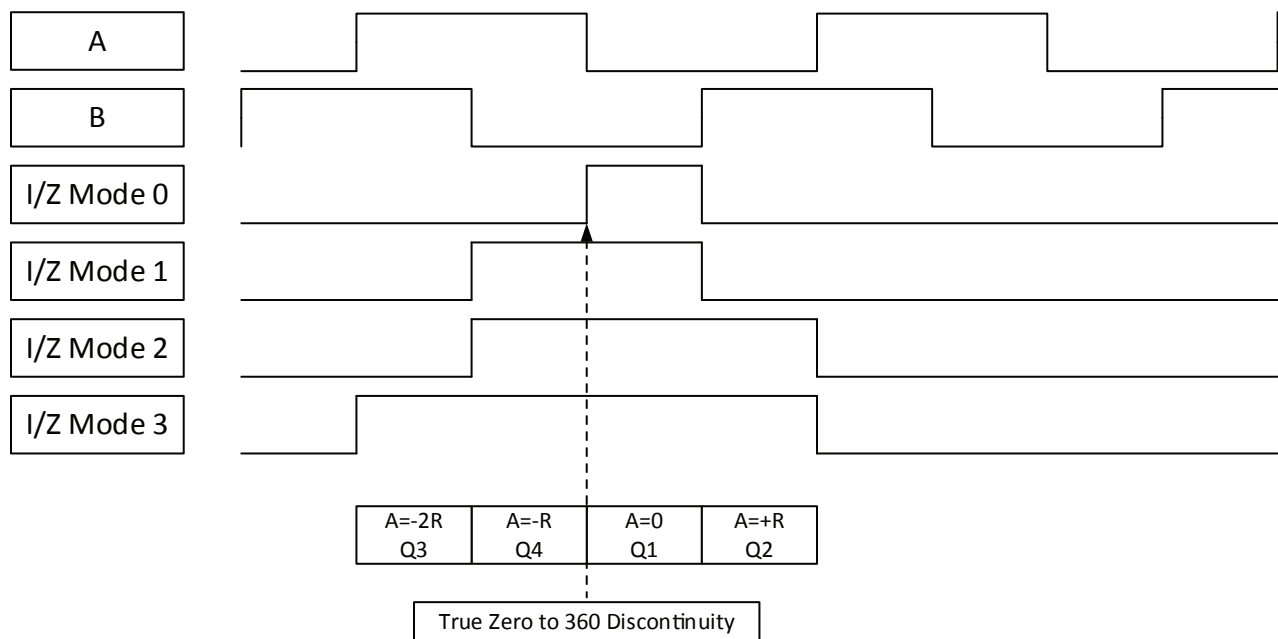 A
B
I/Z Mode 0
I/Z Mode 1
I/Z Mode 2
I/Z Mode 3
A=-2R
Q3
A=-R
Q4
A=0
Q1
A=+R
Q2
True Zero to 360 Discontinuity